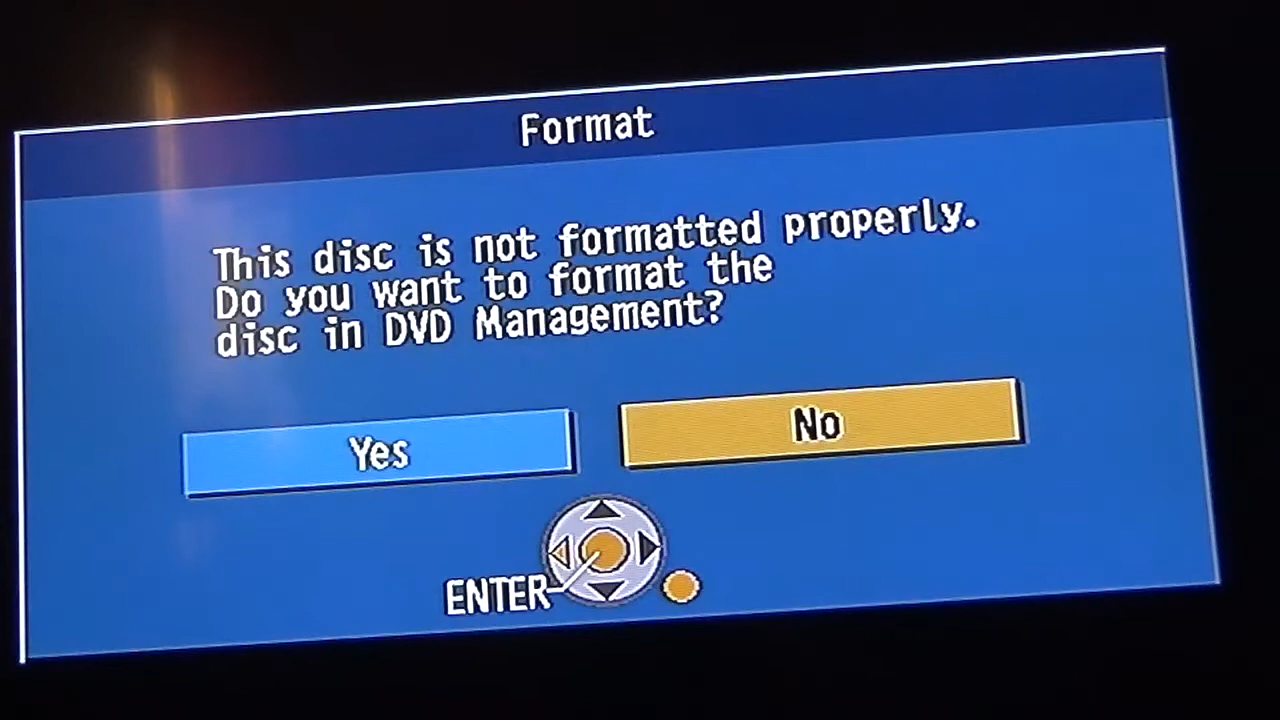 Format
This disc is not formatted properly.
Do you want to format the
disc in DVD Management?
Yes
No
ENTER